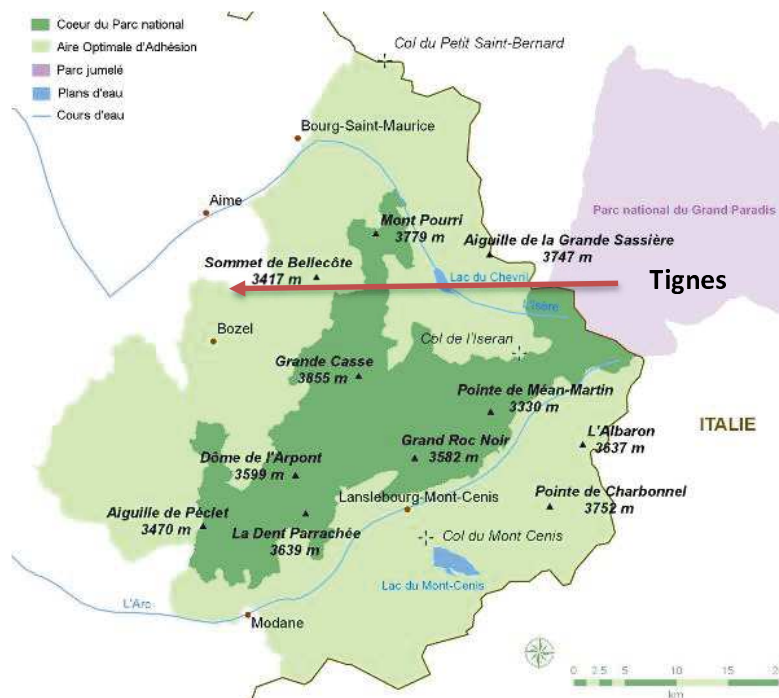 Coeur du Parc national
Aire Optimale d'Adhésion
Parc jumelé
Plans d'eau
Cours d'eau
Col du Petit Saint-Bernard
Bourg-Saint-Maurice
Aime
Mont Pourri
3779 m
Parc national du Grand Paradis
Aiguille de la Grande Sassière
3747 m
Sommet de Bellecôte
3417 m
Lac du Chevril
Tignes
L'Isère
Bozel
Col de l'Iseran
Grande Casse
3855 m
Pointe de Méan-Martin
3330 m
ITALIE
L'Albaron
3637 m
Grand Roc Noir
3582 m
Dôme de l'Arpont
3599 m
Lanslebourg-Mont-Cenis
Pointe de Charbonnel
3752 m
Aiguille de Péclet
3470 m
La Dent Parrachée
3639 m
Col du Mont Cenis
Lac du Mont-Cenis
L'Arc
Modane
0 2,5 5 10 15
km